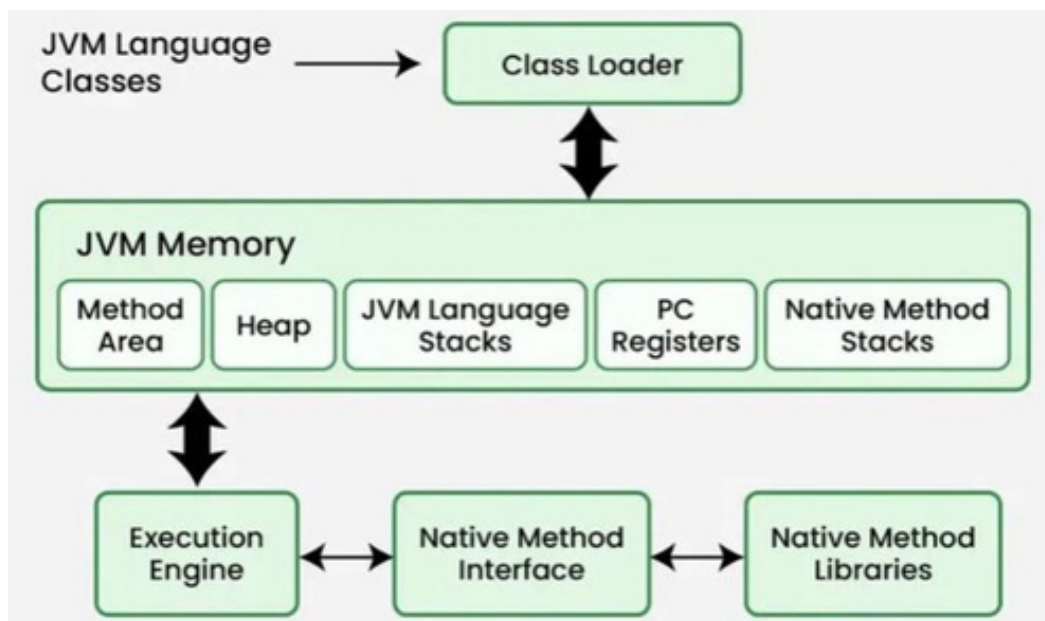 JVM Language
Classes
Class Loader
JVM Memory
Method
Area
Heap
JVM Language
Stacks
PC
Registers
Native Method
Stacks
Execution
Engine
Native Method
Interface
Native Method
Libraries